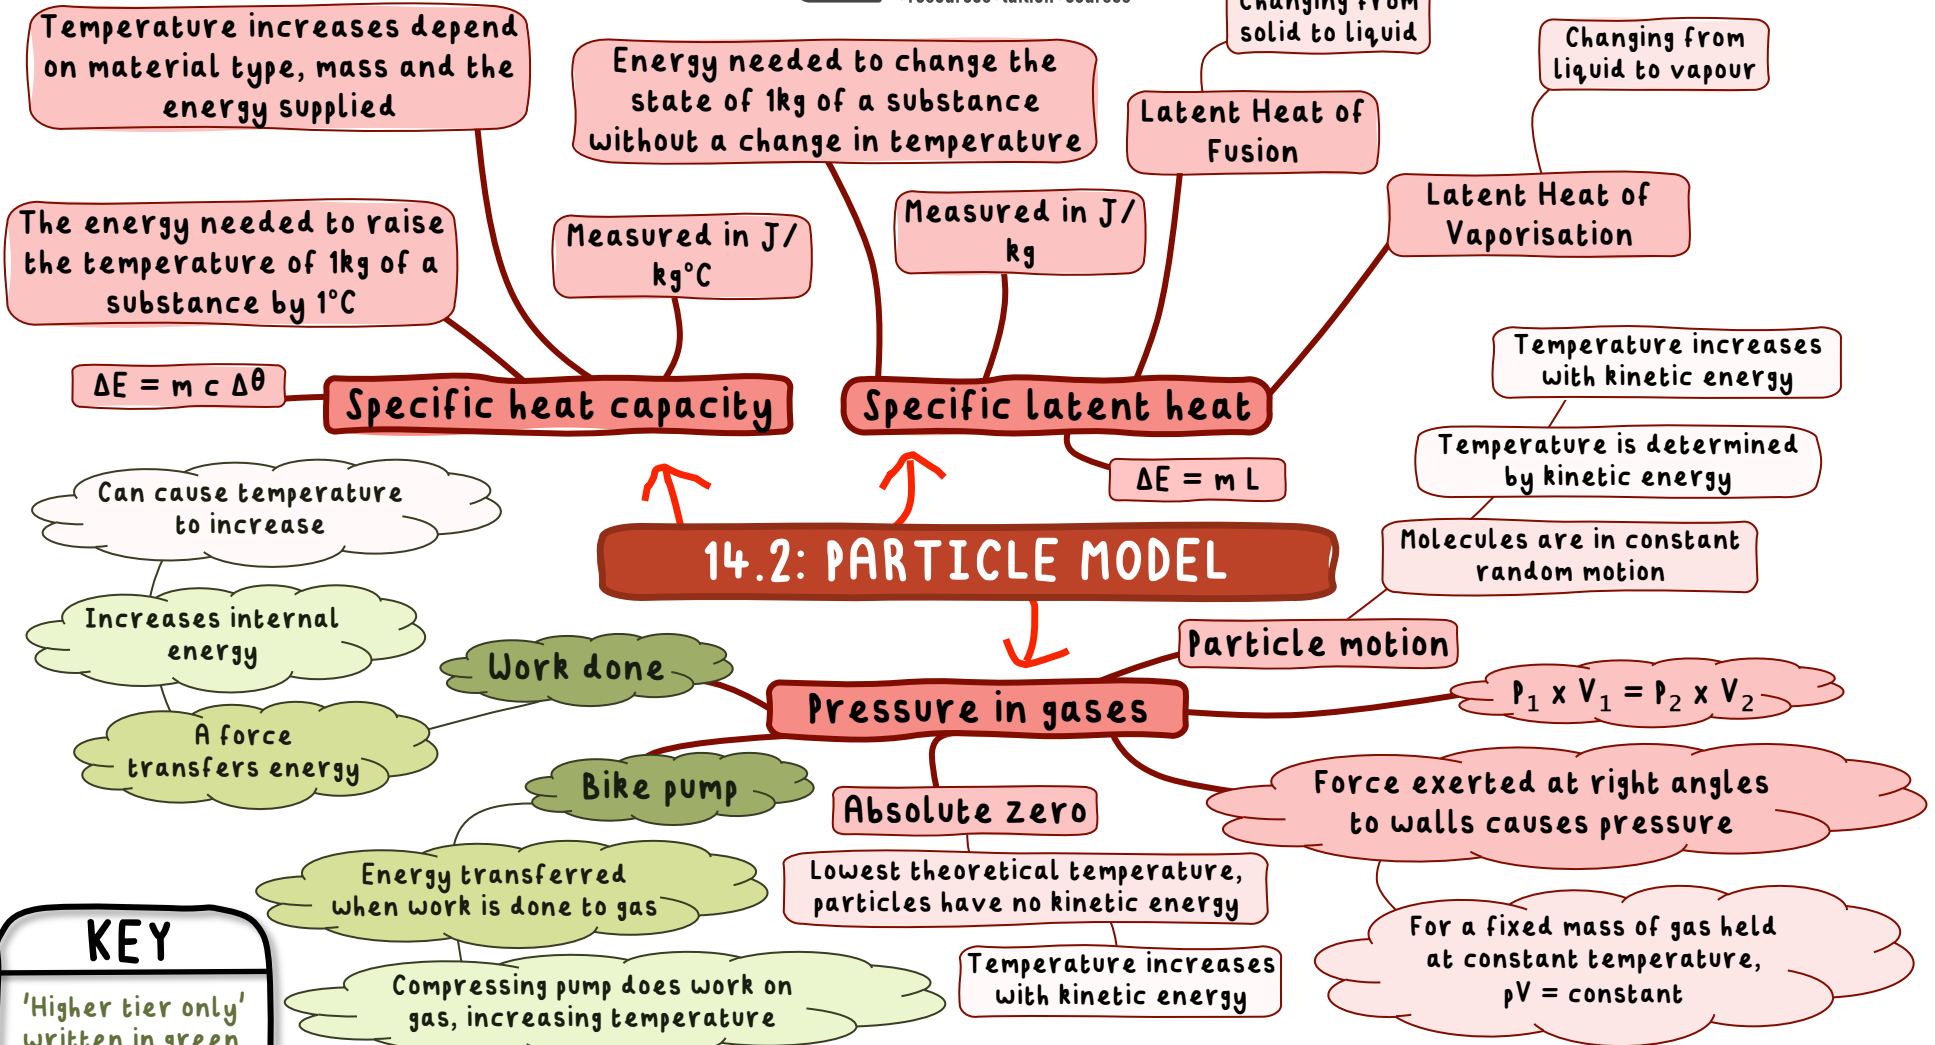 Temperature increases depend
on material type, mass and the
energy supplied
Energy needed to change the
state of 1kg of a substance
without a change in temperature
Changing from
solid to liquid
Changing from
liquid to vapour
Latent Heat of
Fusion
Latent Heat of
Vaporisation
The energy needed to raise
the temperature of 1kg of a
substance by 1°C
Measured in J/
kg°C
Measured in J/
kg
ΔE = m c Δθ
Specific heat capacity
Specific latent heat
ΔE = m L
Temperature increases
with kinetic energy
Temperature is determined
by kinetic energy
Molecules are in constant
random motion
Particle motion
14.2: PARTICLE MODEL
Can cause temperature
to increase
Increases internal
energy
A force
transfers energy
Work done
Pressure in gases
P₁ x V₁ = P₂ x V₂
Bike pump
Energy transferred
when work is done to gas
Compressing pump does work on
gas, increasing temperature
Absolute zero
Lowest theoretical temperature,
particles have no kinetic energy
Temperature increases
with kinetic energy
Force exerted at right angles
to walls causes pressure
For a fixed mass of gas held
at constant temperature,
pV = constant
KEY
'Higher tier only'
written in green